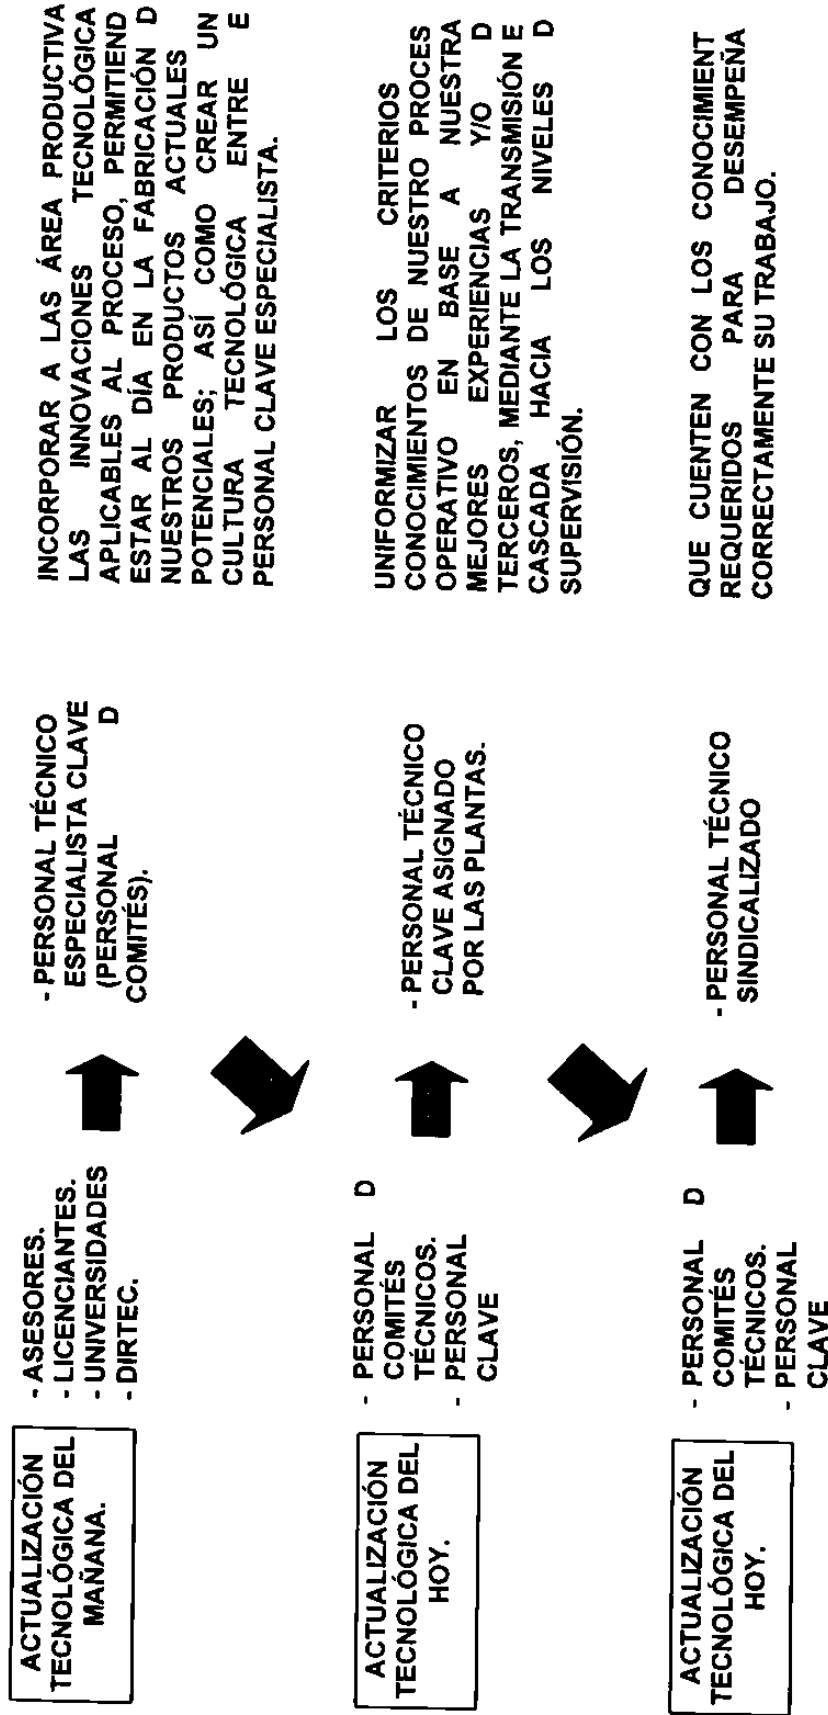 ACTUALIZACIÓN
TECNOLÓGICA DEL
MAÑANA.
- ASESORES.
- LICENCIANTES.
- UNIVERSIDADES
- DIRTEC.
- PERSONAL TÉCNICO
ESPECIALISTA CLAVE
(PERSONAL D
COMITÉS).
INCORPORAR A LAS ÁREA PRODUCTIVA
LAS INNOVACIONES TECNOLÓGICA
APLICABLES AL PROCESO, PERMITIEND
ESTAR AL DÍA EN LA FABRICACIÓN D
NUESTROS PRODUCTOS ACTUALES
POTENCIALES; ASÍ COMO CREAR UN
CULTURA TECNOLÓGICA ENTRE E
PERSONAL CLAVE ESPECIALISTA.
ACTUALIZACIÓN
TECNOLÓGICA DEL
HOY.
- PERSONAL D
COMITÉS
TÉCNICOS.
- PERSONAL
CLAVE
- PERSONAL TÉCNICO
CLAVE ASIGNADO
POR LAS PLANTAS.
UNIFORMIZAR LOS CRITERIOS
CONOCIMIENTOS DE NUESTRO PROCES
OPERATIVO EN BASE A NUESTRA
MEJORES EXPERIENCIAS Y/O D
TERCEROS, MEDIANTE LA TRANSMISIÓN E
CASCADA HACIA LOS NIVELES D
SUPERVISIÓN.
ACTUALIZACIÓN
TECNOLÓGICA DEL
HOY.
- PERSONAL D
COMITÉS
TÉCNICOS.
- PERSONAL
CLAVE
- PERSONAL TÉCNICO
SINDICALIZADO
QUE CUENTEN CON LOS CONOCIMIENT
REQUERIDOS PARA DESEMPEÑA
CORRECTAMENTE SU TRABAJO.